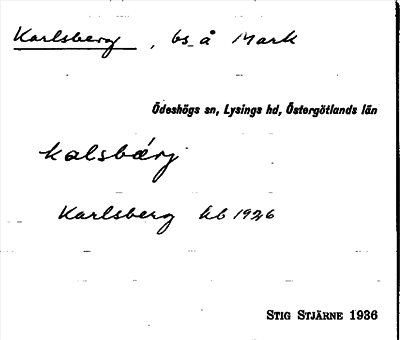 Karlsberg, bs å Mark
Ödeshögs sn, Lysings hd, Östergötlands län
kalsbärj
Karlsberg kb 1926
STIG STJÄRNE 1936